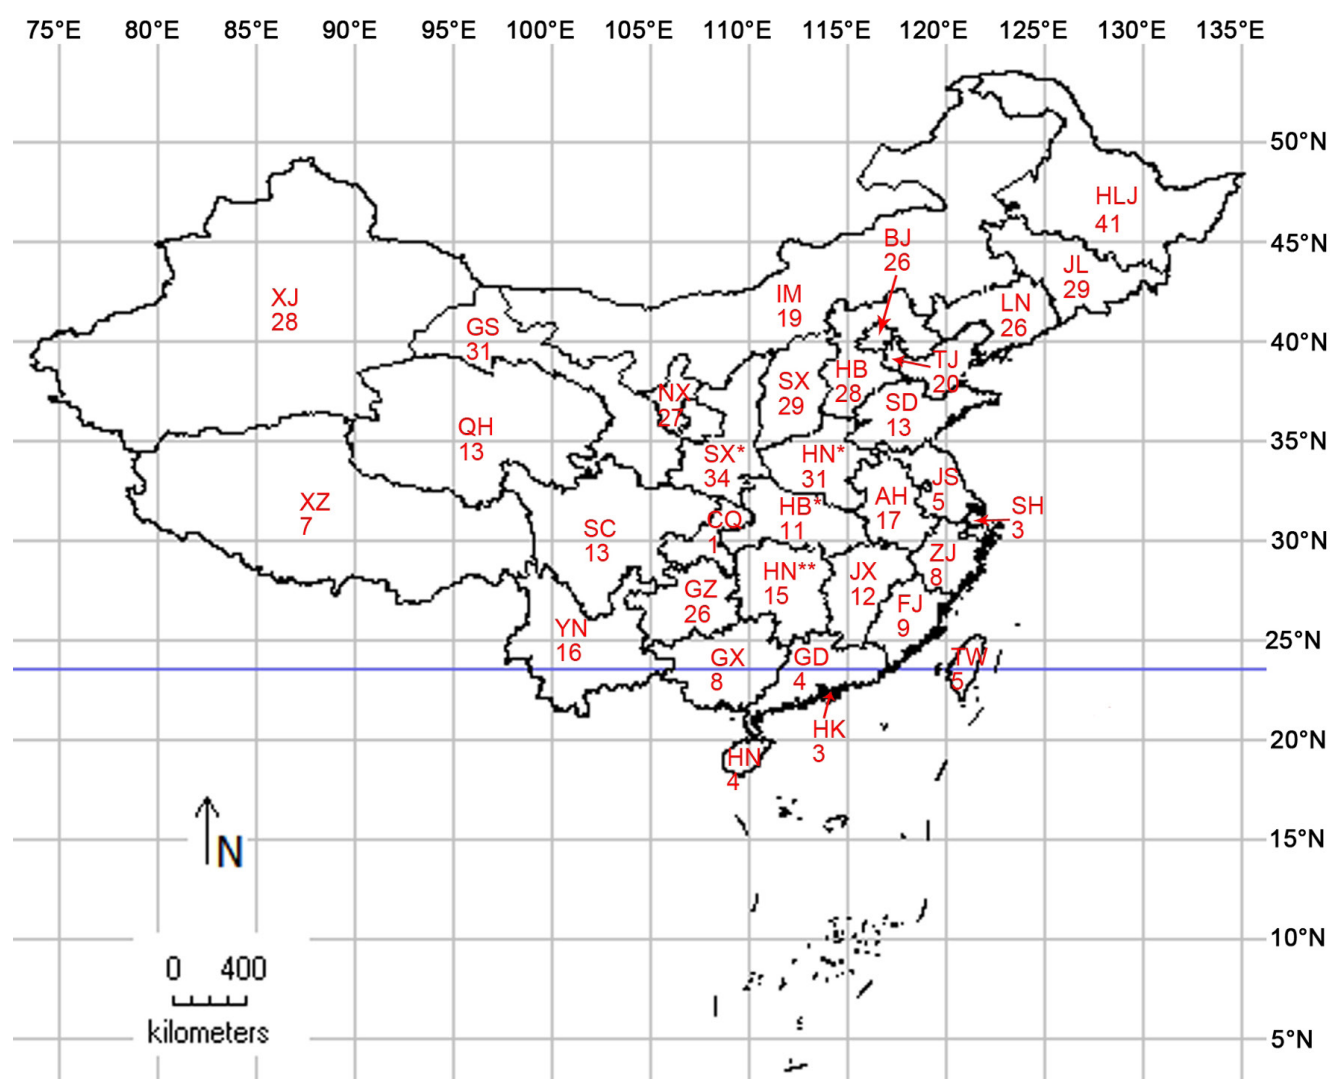 75°E 80°E 85°E 90°E 95°E 100°E 105°E 110°E 115°E 120°E 125°E 130°E 135°E
50°N
HLJ
41
BJ
26
45°N
JL
29
XJ
28
IM
19
LN
26
GS
31
40°N
TJ
20
HB
28
SX
29
NX
27
SD
13
QH
13
35°N
SX*
34
HN*
31
JS
5
AH
17
XZ
7
HB*
11
SH
3
CQ
1
SC
13
30°N
ZJ
8
HN**
15
JX
12
GZ
26
FJ
9
YN
16
25°N
GX
8
GD
4
TW
5
HK
3
20°N
HN
4
15°N
N
10°N
0 400
kilometers
5°N